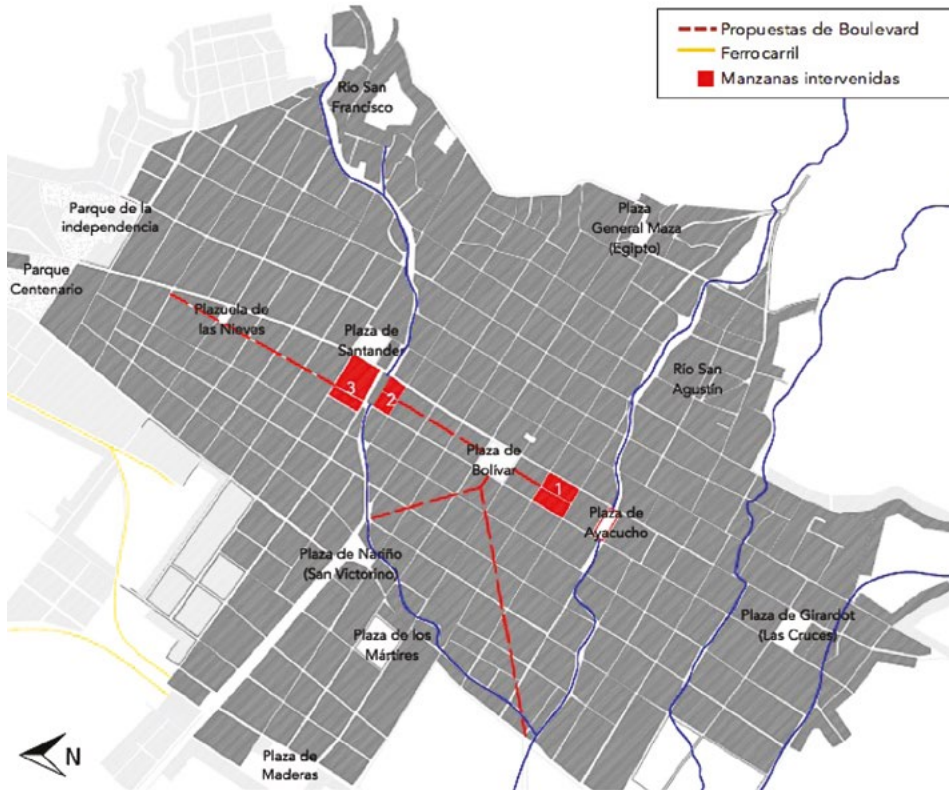 Propuestas de Boulevard
Ferrocarril
Manzanas intervenidas
Río San
Francisco
Parque de la
independencia
Plaza
General Maza
(Egipto)
Parque
Centenario
Plazuela de
las Nieves
Plaza de
Santander
3
2
Río San
Agustín
Plaza de
Bolívar
1
Plaza de
Ayacucho
Plaza de Nariño
(San Victorino)
Plaza de los
Mártires
Plaza de Girardot
(Las Cruces)
N
Plaza de
Maderas